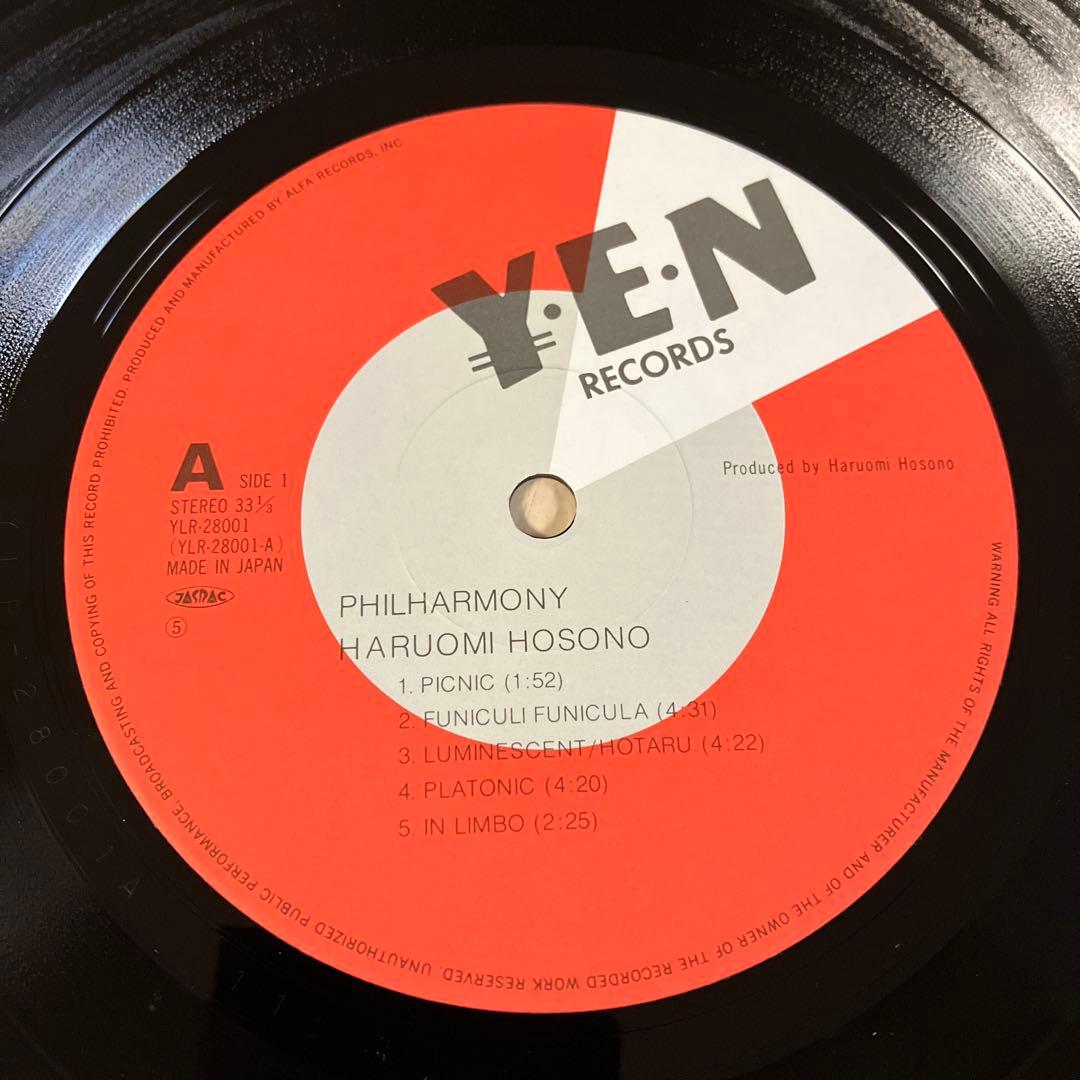 Y·E·N
RECORDS
A SIDE 1
STEREO 33⅓
YLR-28001
(YLR-28001-A)
MADE IN JAPAN
JASRAC
⑤
Produced by Haruomi Hosono
PHILHARMONY
HARUOMI HOSONO
1. PICNIC (1:52)
2. FUNICULI FUNICULA (4:31)
3. LUMINESCENT/HOTARU (4:22)
4. PLATONIC (4:20)
5. IN LIMBO (2:25)
WARNING ALL RIGHTS OF THE MANUFACTURER AND OF THE OWNER OF THE RECORDED WORK RESERVED. UNAUTHORIZED PUBLIC PERFORMANCE, BROADCASTING AND COPYING OF THIS RECORD PROHIBITED. PRODUCED AND MANUFACTURED BY ALFA RECORDS, INC